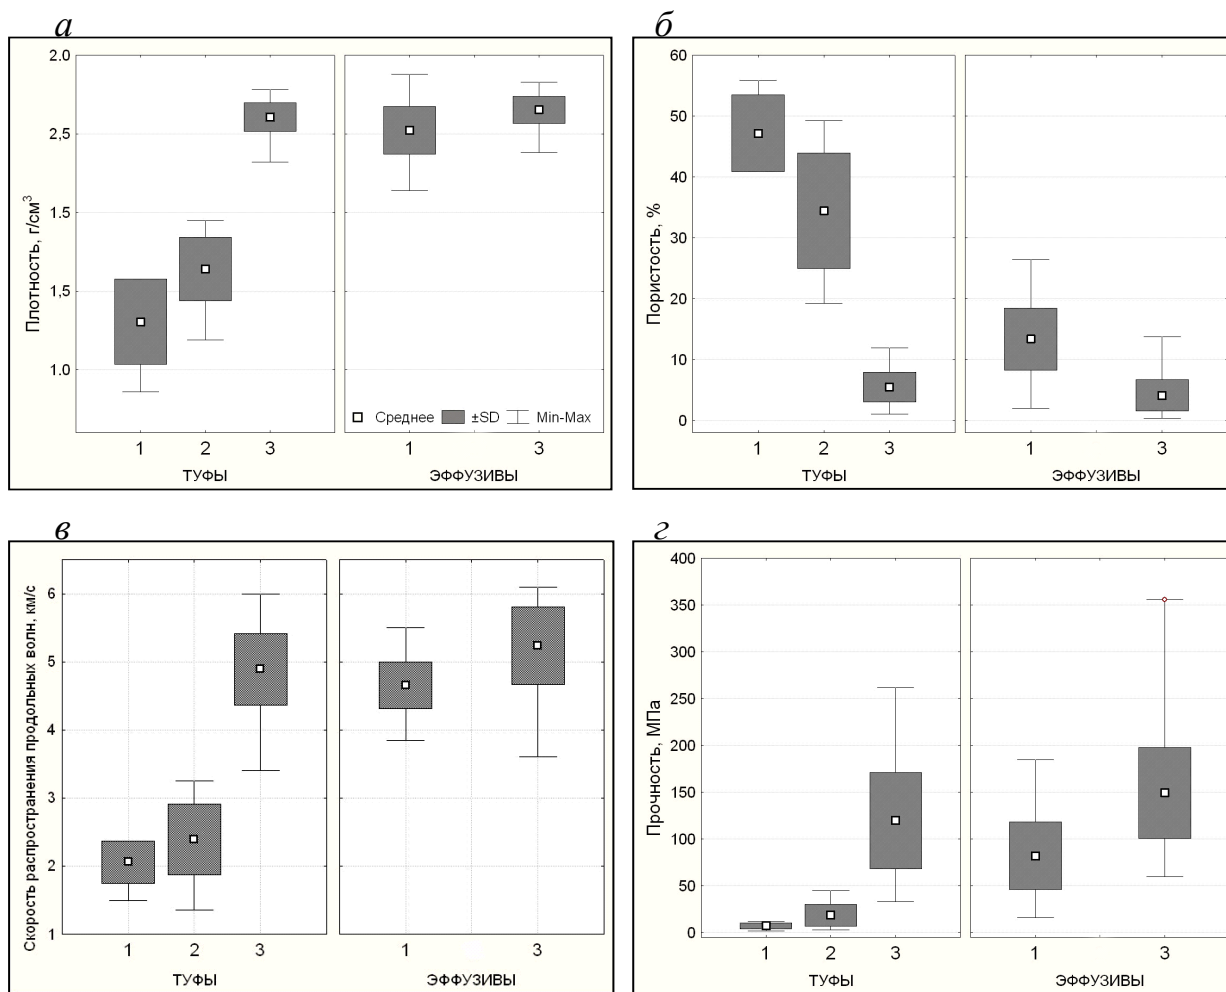 а
Плотность, г/см³
2.0
2,5
1,5
1,5
1.0
Среднее ±SD Min-Max
1 2 3 1 3
ТУФЫ ЭФФУЗИВЫ
б
Пористость, %
60
50
40
30
20
10
0
1 2 3 1 3
ТУФЫ ЭФФУЗИВЫ
в
Скорость распространения продольных волн, км/с
6
5
4
3
2
1
1 2 3 1 3
ТУФЫ ЭФФУЗИВЫ
г
Прочность, МПа
400
350
300
250
200
150
100
50
0
1 2 3 1 3
ТУФЫ ЭФФУЗИВЫ